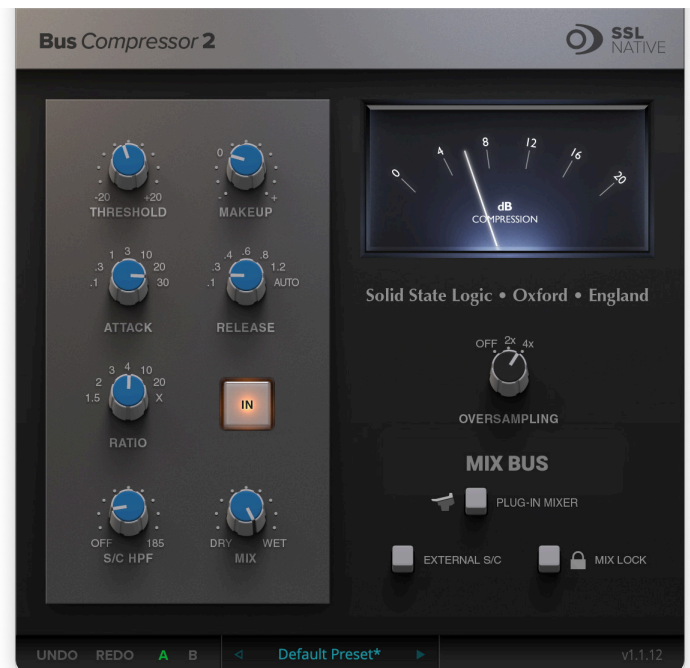 Bus Compressor 2
SSL
NATIVE
0 4 8 12 16 20
dB
COMPRESSION
-20 +20
THRESHOLD
0
- +
MAKEUP
.1 .3 1 3 10 20 30
ATTACK
.1 .3 .4 .6 .8 1.2 AUTO
RELEASE
Solid State Logic • Oxford • England
1.5 2 3 4 10 20 X
RATIO
IN
OFF 2x 4x
OVERSAMPLING
MIX BUS
PLUG-IN MIXER
OFF 185
S/C HPF
DRY WET
MIX
EXTERNAL S/C
MIX LOCK
UNDO REDO A B Default Preset* v1.1.12